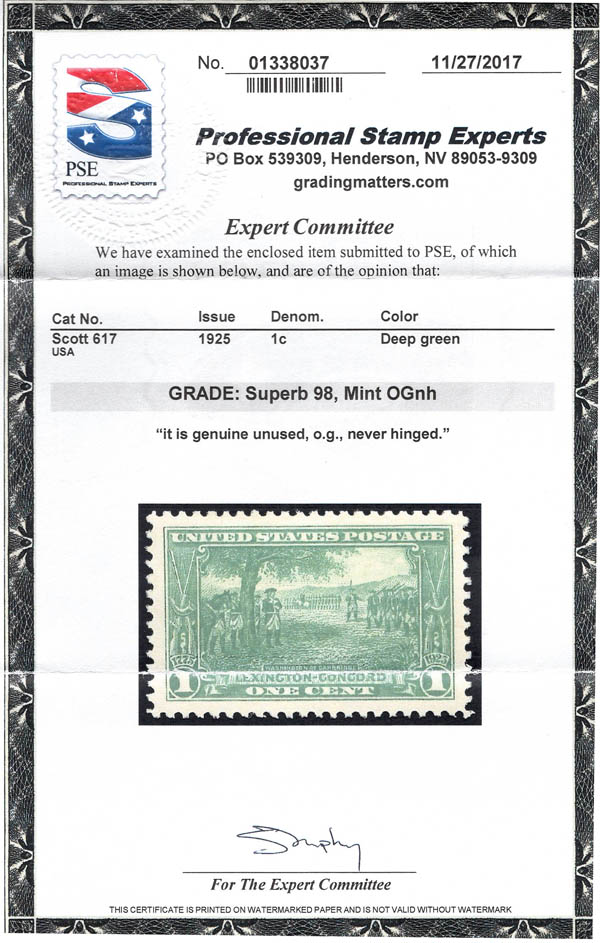 No. 01338037 11/27/2017
PSE
PROFESSIONAL STAMP EXPERTS
Professional Stamp Experts
PO Box 539309, Henderson, NV 89053-9309
gradingmatters.com
Expert Committee
We have examined the enclosed item submitted to PSE, of which
an image is shown below, and are of the opinion that:
Cat No. Issue Denom. Color
Scott 617 1925 1c Deep green
USA
GRADE: Superb 98, Mint OGnh
“it is genuine unused, o.g., never hinged.”
UNITED STATES POSTAGE
WASHINGTON AT CAMBRIDGE
1775 1925
1 LEXINGTON-CONCORD 1
ONE CENT
For The Expert Committee
THIS CERTIFICATE IS PRINTED ON WATERMARKED PAPER AND IS NOT VALID WITHOUT WATERMARK